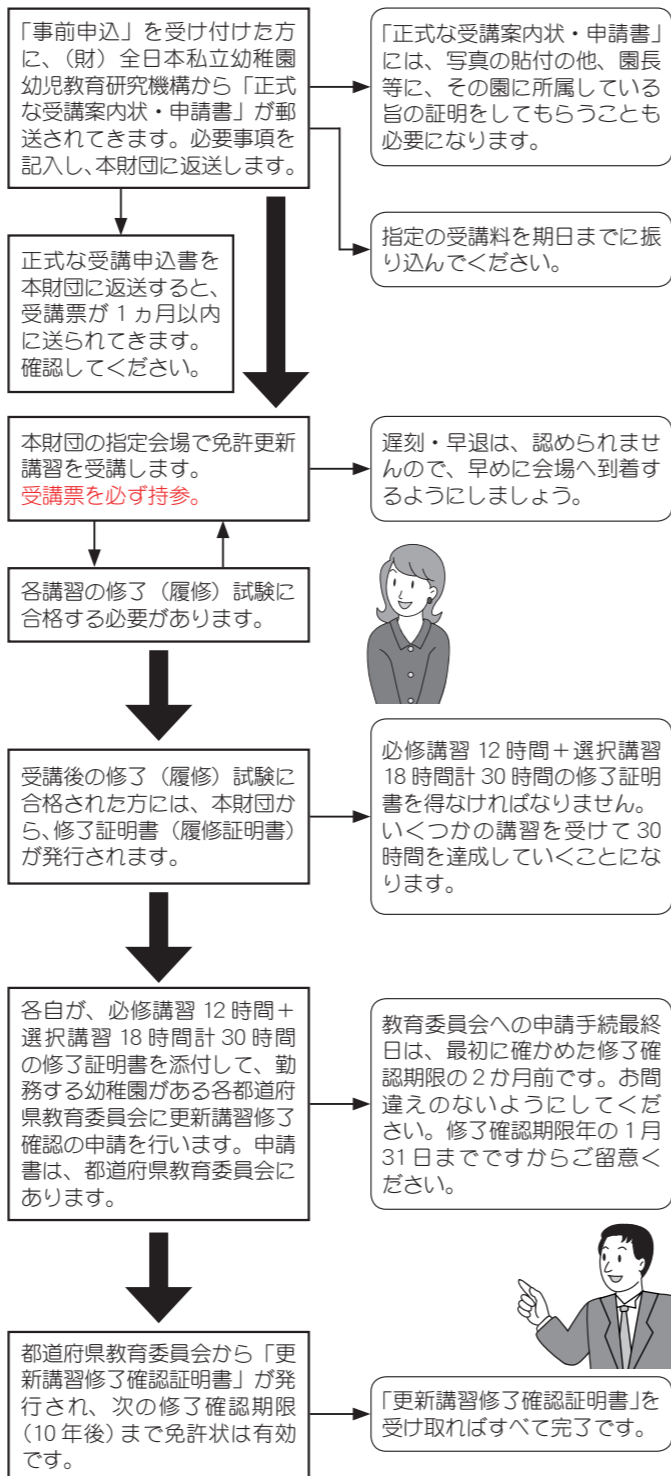 「事前申込」を受け付けた方
に、（財）全日本私立幼稚園
幼児教育研究機構から「正式
な受講案内状・申請書」が郵
送されてきます。必要事項を
記入し、本財団に返送します。
「正式な受講案内状・申請書」
には、写真の貼付の他、園長
等に、その園に所属している
旨の証明をしてもらうことも
必要になります。
指定の受講料を期日までに振
り込んでください。
正式な受講申込書を
本財団に返送すると、
受講票が１ヵ月以内
に送られてきます。
確認してください。
本財団の指定会場で免許更新
講習を受講します。
受講票を必ず持参。
遅刻・早退は、認められませ
んので、早めに会場へ到着す
るようにしましょう。
各講習の修了（履修）試験に
合格する必要があります。
受講後の修了（履修）試験に
合格された方には、本財団か
ら、修了証明書（履修証明書）
が発行されます。
必修講習 12 時間＋選択講習
18 時間計 30 時間の修了証明
書を得なければなりません。
いくつかの講習を受けて 30
時間を達成していくことにな
ります。
各自が、必修講習 12 時間＋
選択講習 18 時間計 30 時間
の修了証明書を添付して、勤
務する幼稚園がある各都道府
県教育委員会に更新講習修了
確認の申請を行います。申請
書は、都道府県教育委員会に
あります。
教育委員会への申請手続最終
日は、最初に確かめた修了確
認期限の２か月前です。お間
違えのないようにしてくださ
い。修了確認期限年の１月
31 日までですからご留意く
ださい。
都道府県教育委員会から「更
新講習修了確認証明書」が発
行され、次の修了確認期限
（10 年後）まで免許状は有効
です。
「更新講習修了確認証明書」を
受け取ればすべて完了です。